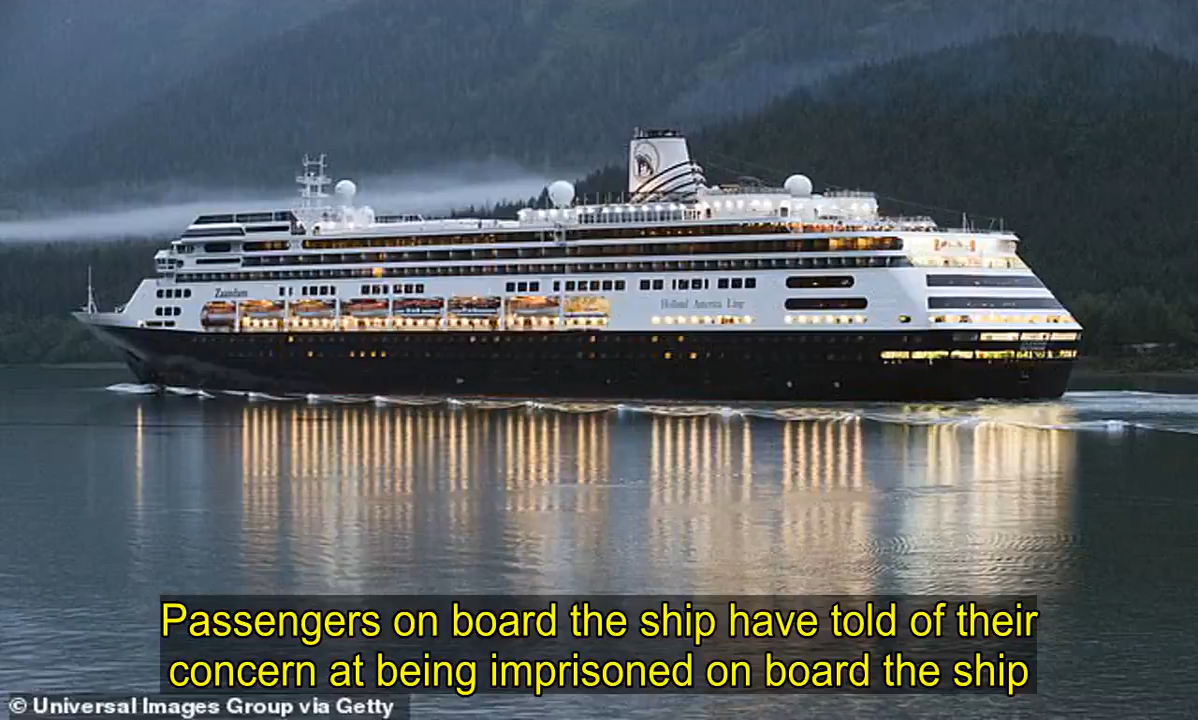 Zaandam
Holland America Line
Passengers on board the ship have told of their
concern at being imprisoned on board the ship
© Universal Images Group via Getty